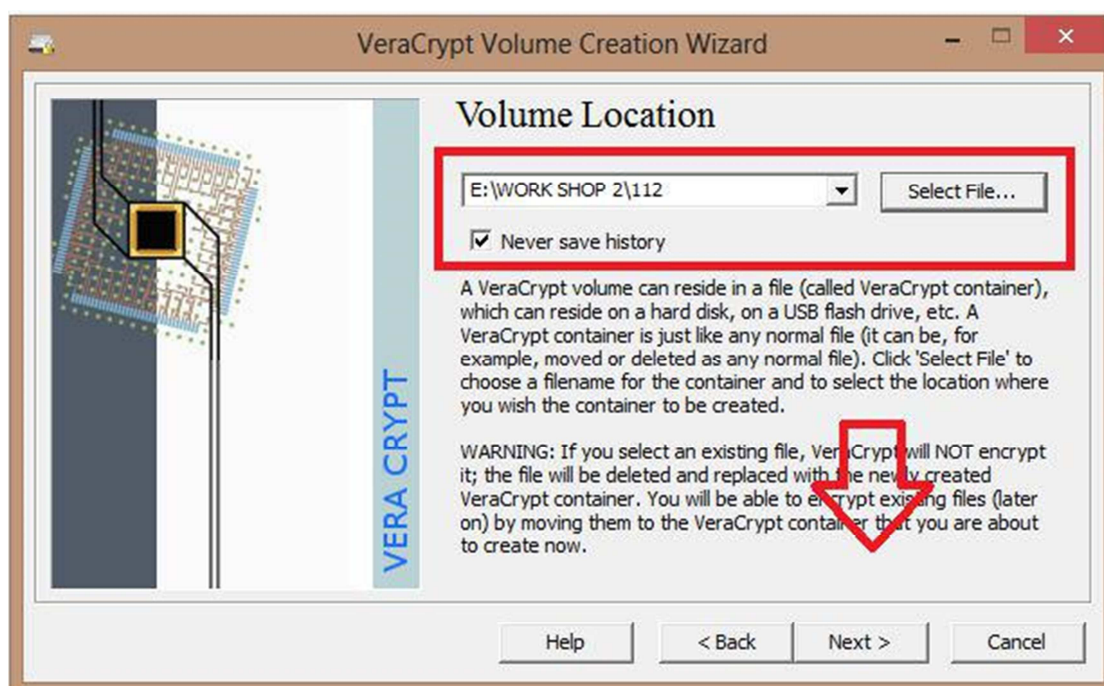 VeraCrypt Volume Creation Wizard
VERA CRYPT
Volume Location
E:\WORK SHOP 2\112
Select File...
Never save history
A VeraCrypt volume can reside in a file (called VeraCrypt container),
which can reside on a hard disk, on a USB flash drive, etc. A
VeraCrypt container is just like any normal file (it can be, for
example, moved or deleted as any normal file). Click 'Select File' to
choose a filename for the container and to select the location where
you wish the container to be created.
WARNING: If you select an existing file, VeraCrypt will NOT encrypt
it; the file will be deleted and replaced with the newly created
VeraCrypt container. You will be able to encrypt existing files (later
on) by moving them to the VeraCrypt container that you are about
to create now.
Help
< Back
Next >
Cancel